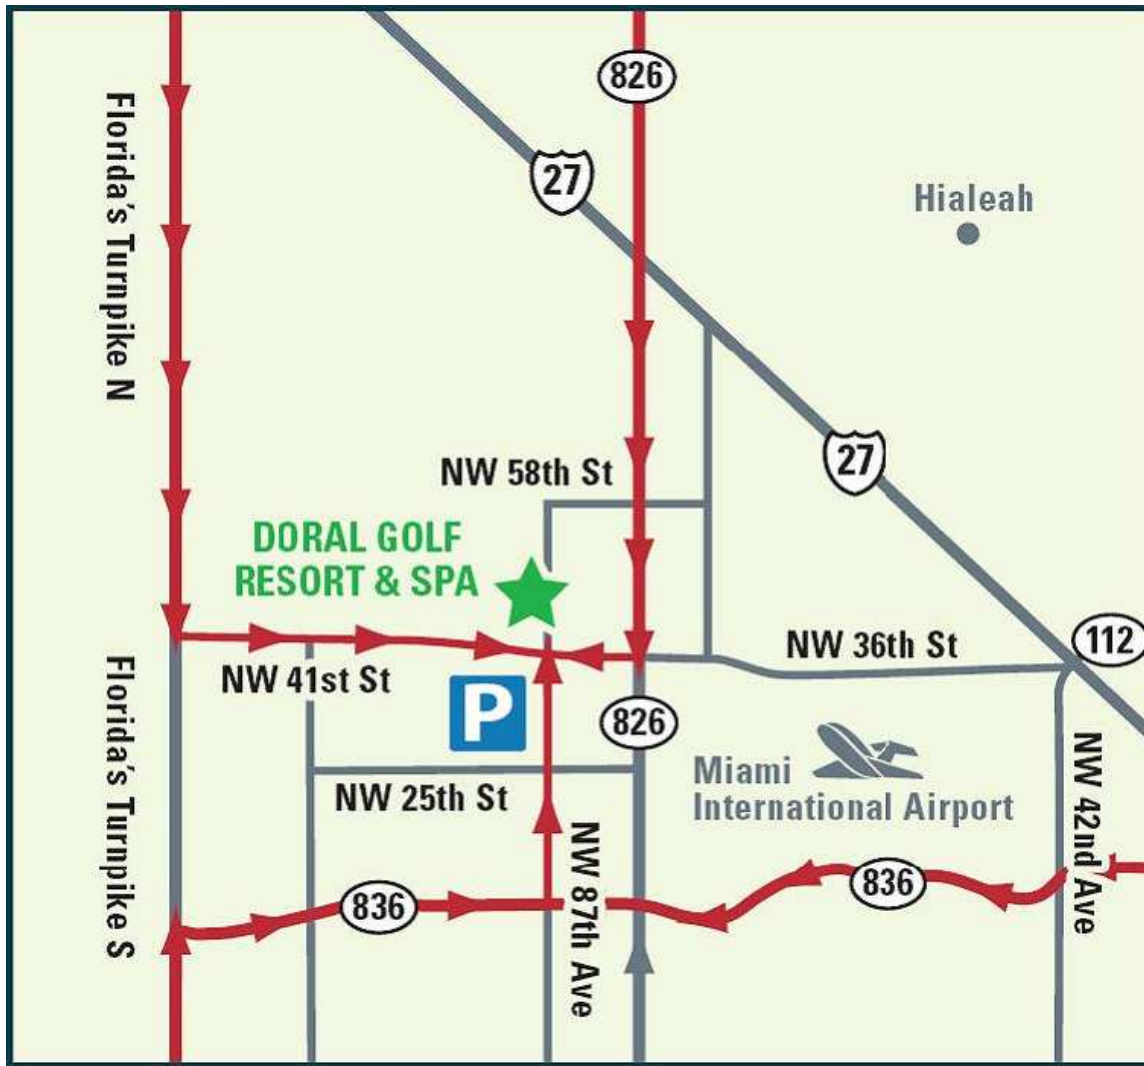 826
27
Hialeah
Florida's Turnpike N
27
NW 58th St
DORAL GOLF
RESORT & SPA
112
NW 36th St
NW 41st St
P
826
Florida's Turnpike S
Miami
International Airport
NW 25th St
NW 42nd Ave
NW 87th Ave
836
836